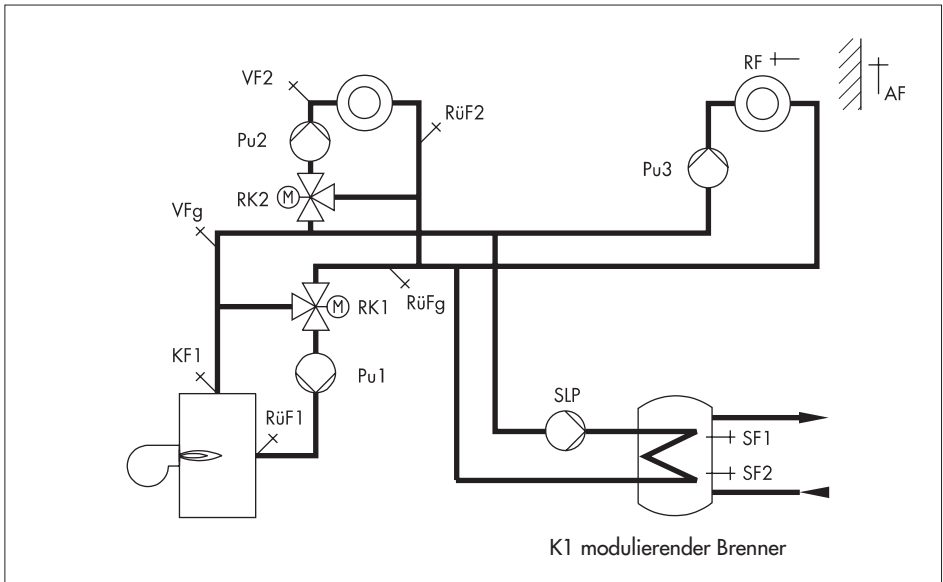 VF2
RF
AF
RüF2
Pu2
Pu3
RK2
M
VFg
RüFg
M
RK1
KF1
Pu1
RüF1
SLP
SF1
SF2
K1 modulierender Brenner